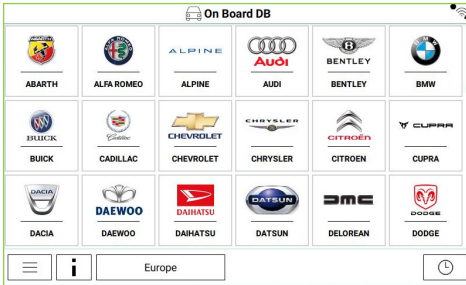 On Board DB
ALPINE
Audi
BENTLEY
ABARTH
ALFA ROMEO
ALPINE
AUDI
BENTLEY
BMW
BUICK
Cadillac
CHEVROLET
CHRYSLER
CITROËN
CUPRA
BUICK
CADILLAC
CHEVROLET
CHRYSLER
CITROEN
CUPRA
DACIA
DAEWOO
DAIHATSU
DATSUN
DMC
DODGE
DACIA
DAEWOO
DAIHATSU
DATSUN
DELOREAN
DODGE
i
Europe